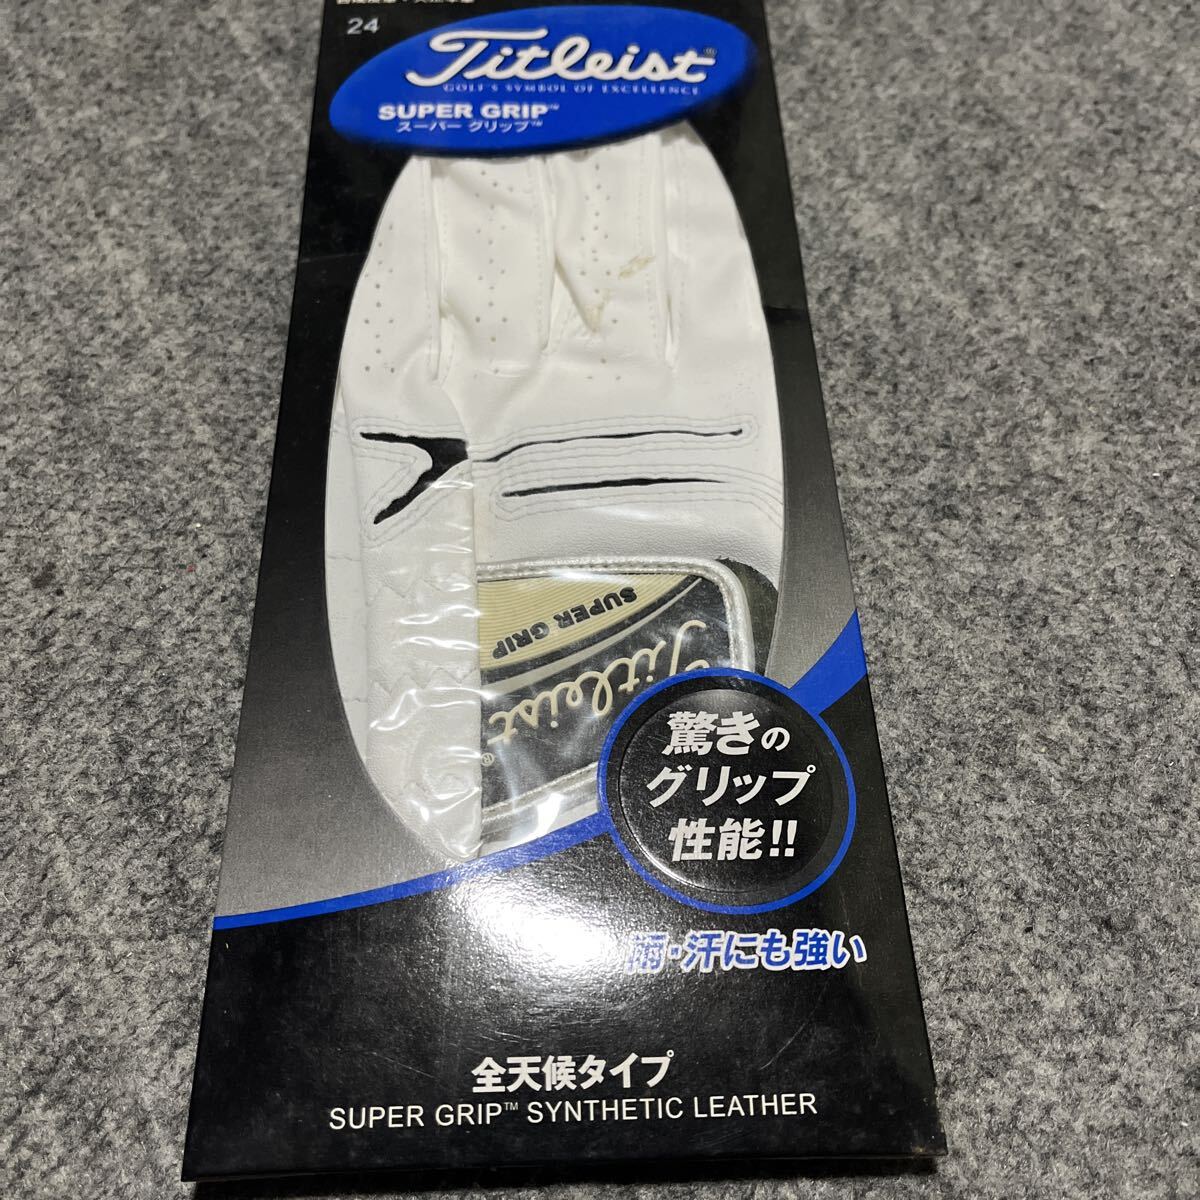 24
Titleist®
GOLF'S SYMBOL OF EXCELLENCE
SUPER GRIP™
スーパー グリップ™
SUPER GRIP
Titleist®
驚きの
グリップ
性能!!
雨・汗にも強い
全天候タイプ
SUPER GRIP™ SYNTHETIC LEATHER